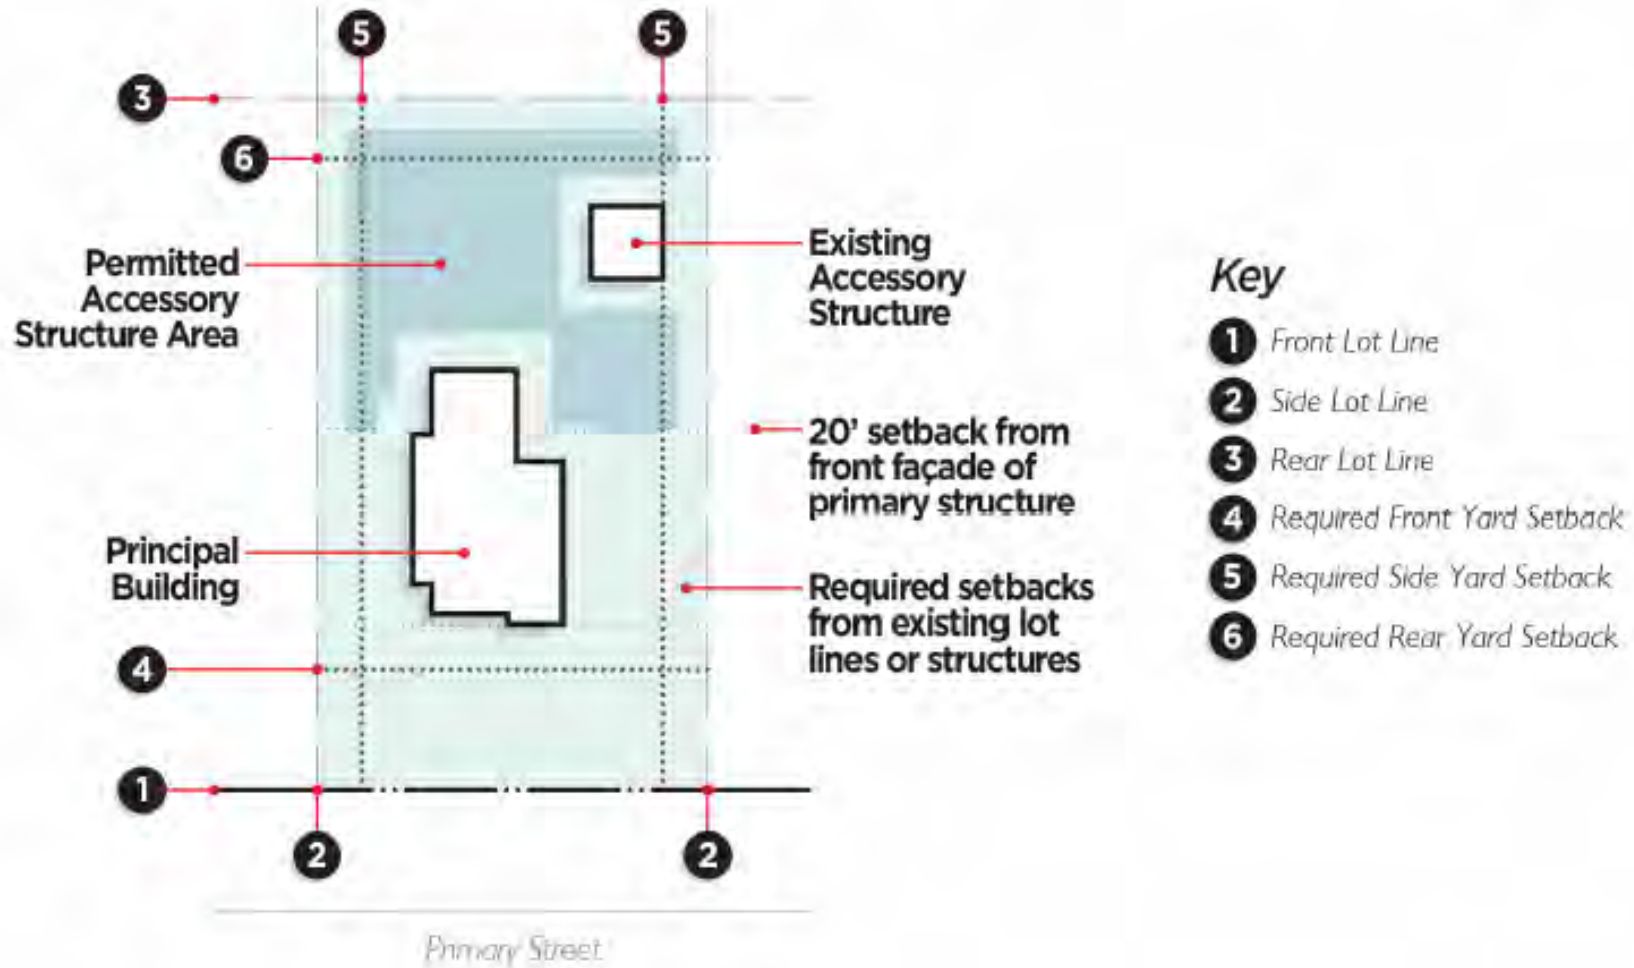 5
5
3
6
Permitted
Accessory
Structure Area
Existing
Accessory
Structure
20’ setback from
front façade of
primary structure
Principal
Building
Required setbacks
from existing lot
lines or structures
4
1
2
2
Primary Street
Key
1 Front Lot Line
2 Side Lot Line
3 Rear Lot Line
4 Required Front Yard Setback
5 Required Side Yard Setback
6 Required Rear Yard Setback